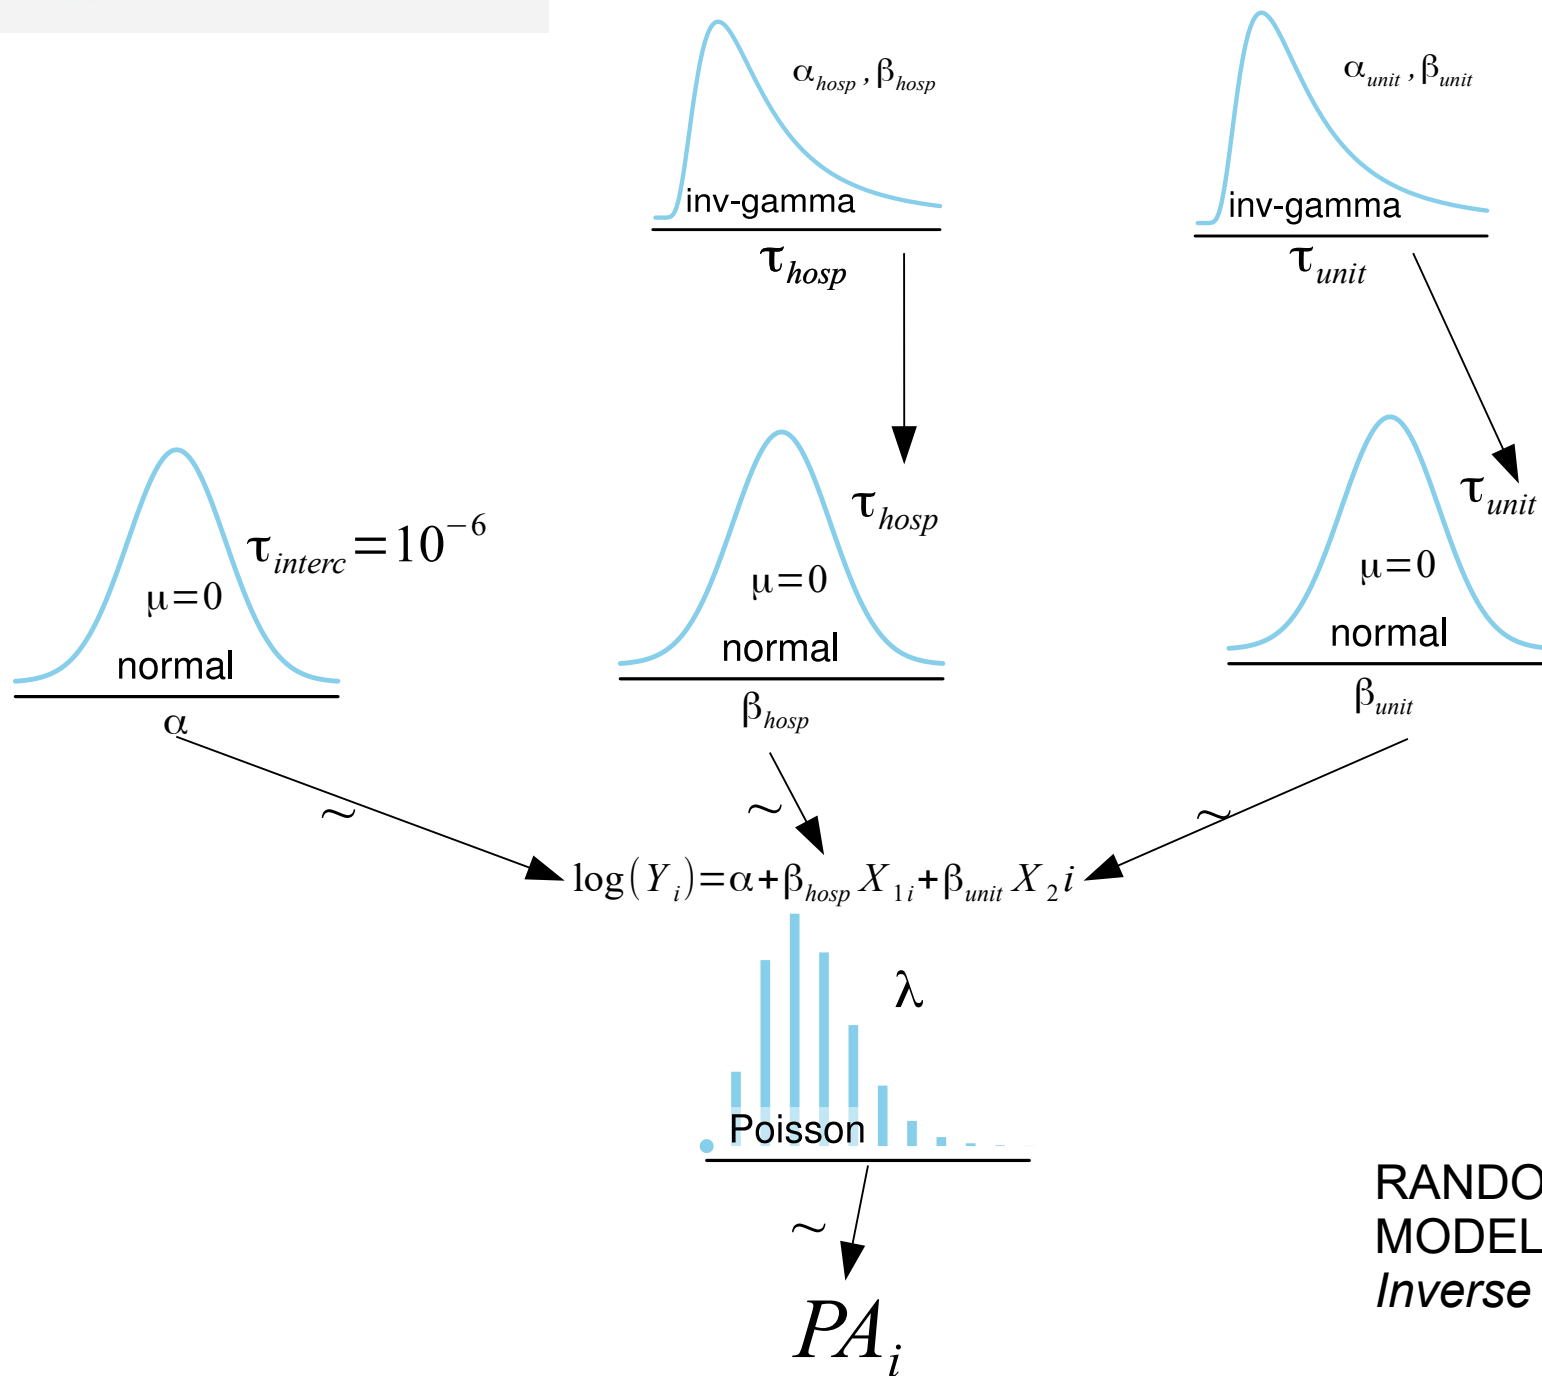 α_hosp , β_hosp
α_unit , β_unit
inv-gamma
inv-gamma
τ_hosp
τ_unit
τ_hosp
τ_unit
τ_interc = 10^−6
μ=0
μ=0
μ=0
normal
normal
normal
α
β_hosp
β_unit
~
~
~
log(Y_i)=α+β_hosp X_1i+β_unit X_2 i
λ
Poisson
~
PA_i
RANDO
MODEL
Inverse